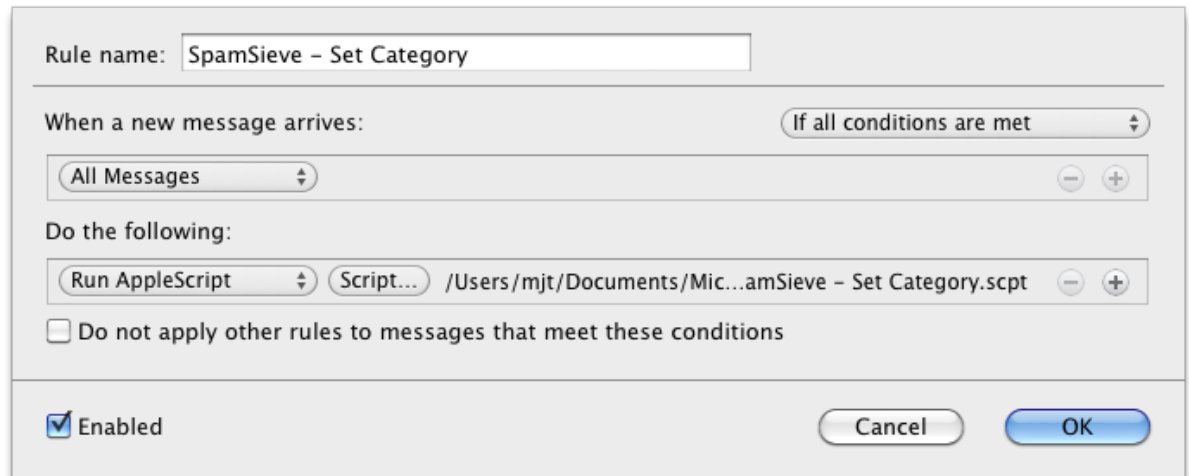 Rule name: SpamSieve – Set Category
When a new message arrives: If all conditions are met
All Messages
Do the following:
Run AppleScript Script... /Users/mjt/Documents/Mic...amSieve – Set Category.scpt
Do not apply other rules to messages that meet these conditions
Enabled Cancel OK